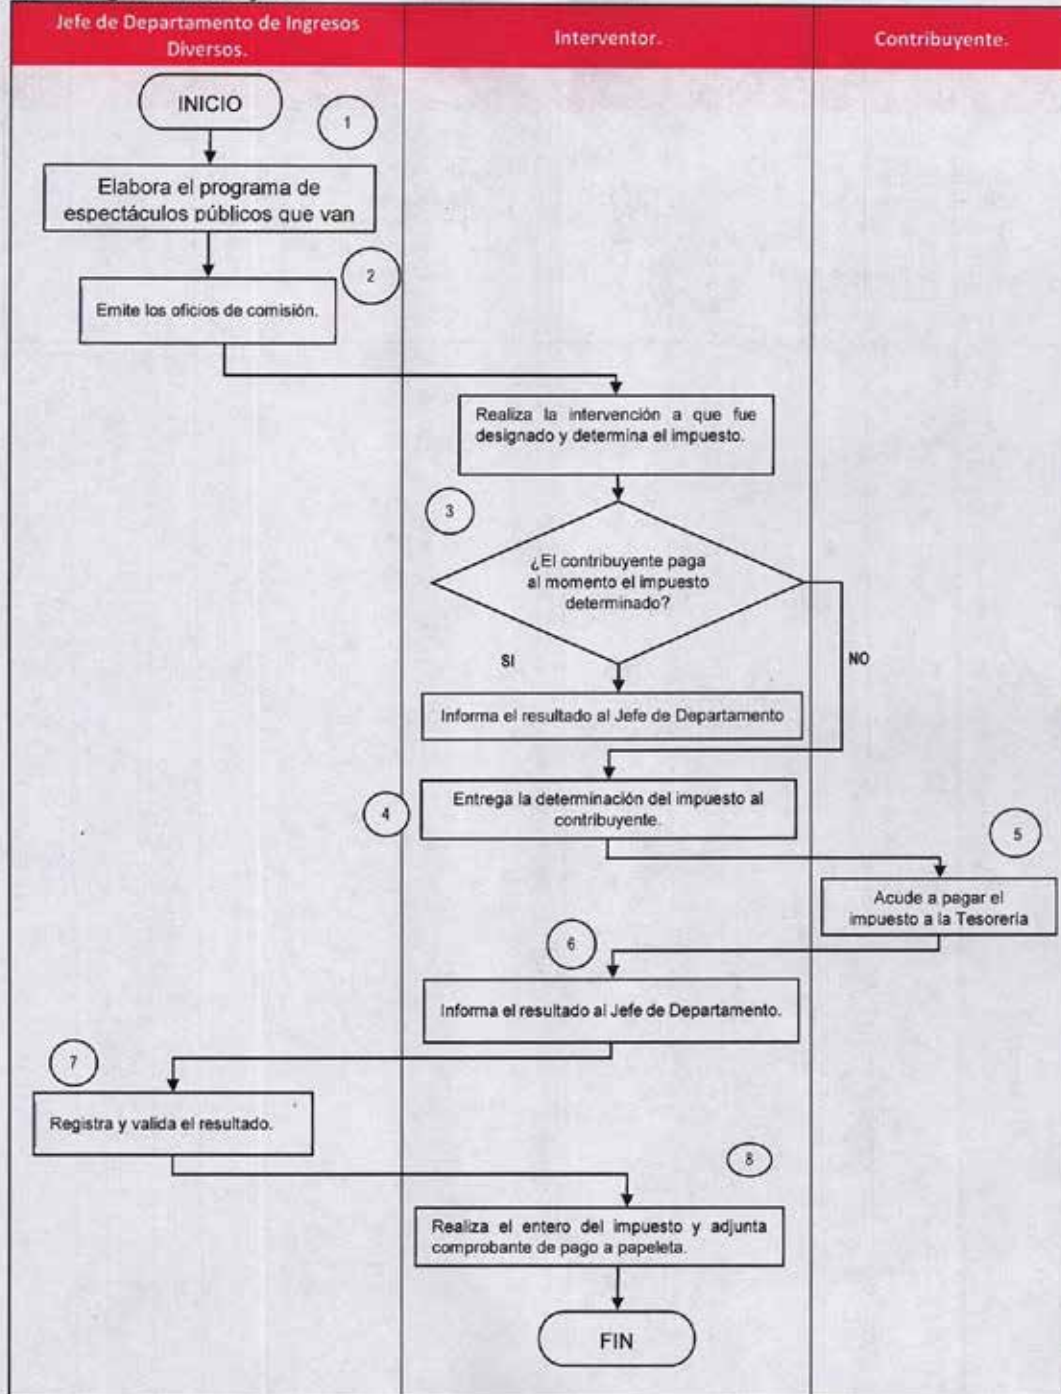 Jefe de Departamento de Ingresos
Diversos.
Interventor.
Contribuyente.
INICIO
1
Elabora el programa de
espectáculos públicos que van
2
Emite los oficios de comisión.
Realiza la intervención a que fue
designado y determina el impuesto.
3
¿El contribuyente paga
al momento el impuesto
determinado?
SI
NO
Informa el resultado al Jefe de Departamento
4
Entrega la determinación del impuesto al
contribuyente.
5
Acude a pagar el
impuesto a la Tesorería
6
Informa el resultado al Jefe de Departamento.
7
Registra y valida el resultado.
8
Realiza el entero del impuesto y adjunta
comprobante de pago a papeleta.
FIN